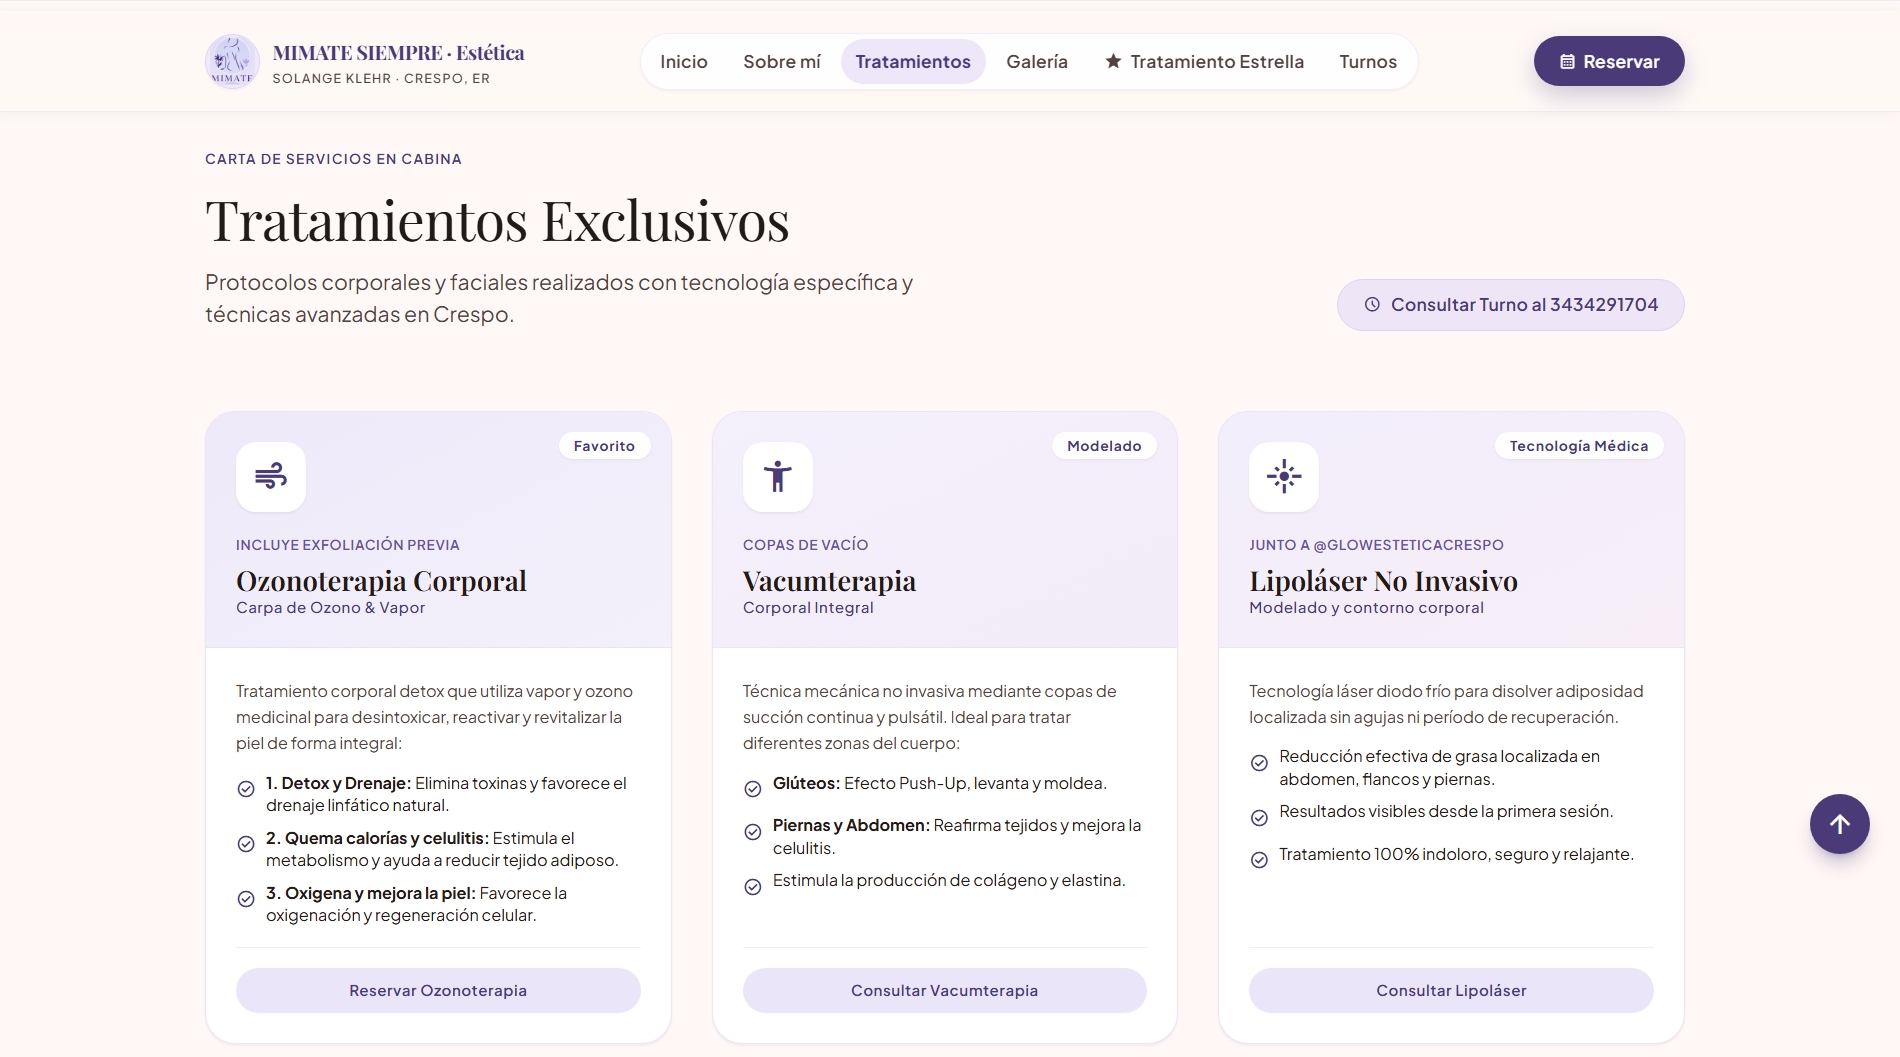 MIMATE
MIMATE SIEMPRE · Estética
SOLANGE KLEHR · CRESPO, ER
Inicio
Sobre mí
Tratamientos
Galería
Tratamiento Estrella
Turnos
Reservar
CARTA DE SERVICIOS EN CABINA
Tratamientos Exclusivos
Protocolos corporales y faciales realizados con tecnología específica y
técnicas avanzadas en Crespo.
Consultar Turno al 3434291704
Favorito
INCLUYE EXFOLIACIÓN PREVIA
Ozonoterapia Corporal
Carpa de Ozono & Vapor
Tratamiento corporal detox que utiliza vapor y ozono
medicinal para desintoxicar, reactivar y revitalizar la
piel de forma integral:
1. Detox y Drenaje: Elimina toxinas y favorece el
drenaje linfático natural.
2. Quema calorías y celulitis: Estimula el
metabolismo y ayuda a reducir tejido adiposo.
3. Oxigena y mejora la piel: Favorece la
oxigenación y regeneración celular.
Reservar Ozonoterapia
Modelado
COPAS DE VACÍO
Vacumterapia
Corporal Integral
Técnica mecánica no invasiva mediante copas de
succión continua y pulsátil. Ideal para tratar
diferentes zonas del cuerpo:
Glúteos: Efecto Push-Up, levanta y moldea.
Piernas y Abdomen: Reafirma tejidos y mejora la
celulitis.
Estimula la producción de colágeno y elastina.
Consultar Vacumterapia
Tecnología Médica
JUNTO A @GLOWESTETICACRESPO
Lipoláser No Invasivo
Modelado y contorno corporal
Tecnología láser diodo frío para disolver adiposidad
localizada sin agujas ni período de recuperación.
Reducción efectiva de grasa localizada en
abdomen, flancos y piernas.
Resultados visibles desde la primera sesión.
Tratamiento 100% indoloro, seguro y relajante.
Consultar Lipoláser